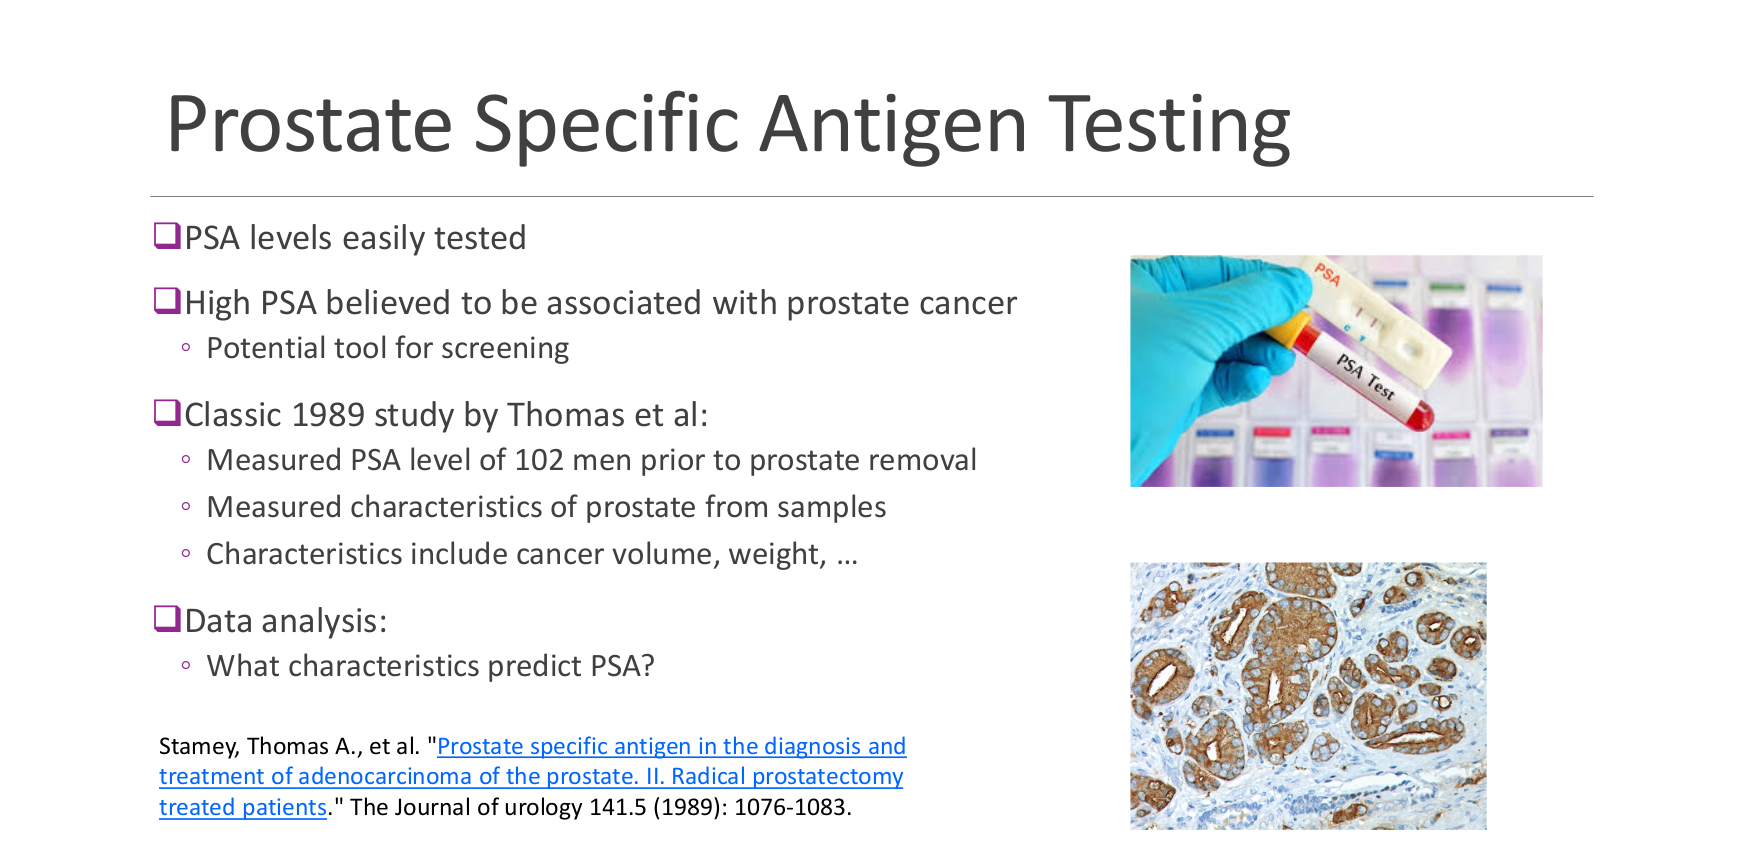 Prostate Specific Antigen Testing
❑PSA levels easily tested
❑High PSA believed to be associated with prostate cancer
◦ Potential tool for screening
❑Classic 1989 study by Thomas et al:
◦ Measured PSA level of 102 men prior to prostate removal
◦ Measured characteristics of prostate from samples
◦ Characteristics include cancer volume, weight, …
❑Data analysis:
◦ What characteristics predict PSA?
Stamey, Thomas A., et al. "Prostate specific antigen in the diagnosis and
treatment of adenocarcinoma of the prostate. II. Radical prostatectomy
treated patients." The Journal of urology 141.5 (1989): 1076-1083.
PSA
C T
PSA Test